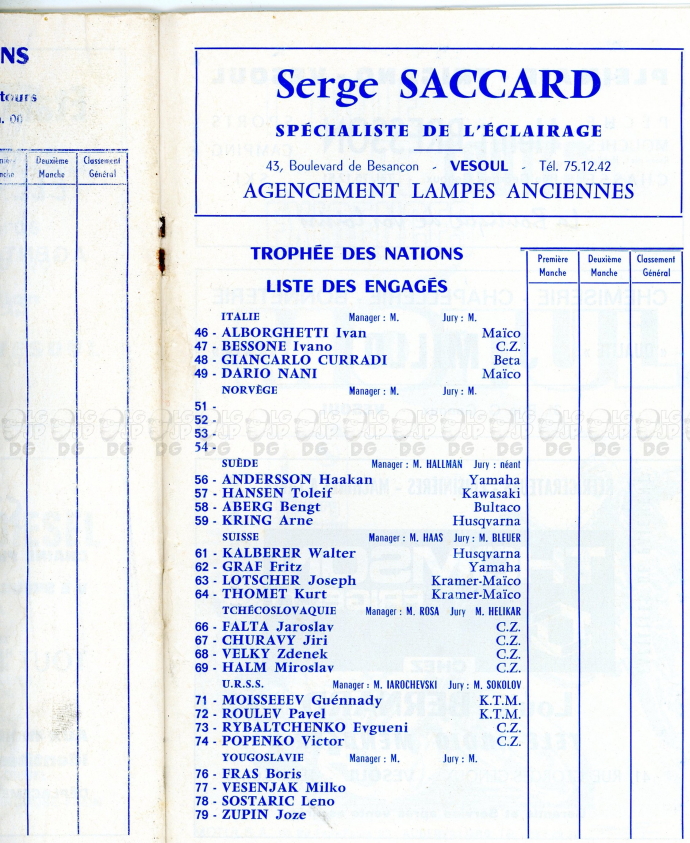 NS
tours
Deuxième Classement
Manche Général
Serge SACCARD
SPÉCIALISTE DE L'ÉCLAIRAGE
43, Boulevard de Besançon - VESOUL - Tél. 75.12.42
AGENCEMENT LAMPES ANCIENNES
TROPHÉE DES NATIONS
LISTE DES ENGAGÉS
Première Deuxième Classement
Manche Manche Général
ITALIE Manager : M. Jury : M.
46 - ALBORGHETTI Ivan Maïco
47 - BESSONE Ivano C.Z.
48 - GIANCARLO CURRADI Beta
49 - DARIO NANI Maïco
NORVÈGE Manager : M. Jury : M.
51 -
52 -
53 -
54 -
SUÈDE Manager : M. HALLMAN Jury : néant
56 - ANDERSSON Haakan Yamaha
57 - HANSEN Toleif Kawasaki
58 - ABERG Bengt Bultaco
59 - KRING Arne Husqvarna
SUISSE Manager : M. HAAS Jury : M. BLEUER
61 - KALBERER Walter Husqvarna
62 - GRAF Fritz Yamaha
63 - LOTSCHER Joseph Kramer-Maïco
64 - THOMET Kurt Kramer-Maïco
TCHÉCOSLOVAQUIE Manager : M. ROSA Jury M. HELIKAR
66 - FALTA Jaroslav C.Z.
67 - CHURAVY Jiri C.Z.
68 - VELKY Zdenek C.Z.
69 - HALM Miroslav C.Z.
U.R.S.S. Manager : M. IAROCHEVSKI Jury : M. SOKOLOV
71 - MOISSEEEV Guénnady K.T.M.
72 - ROULEV Pavel K.T.M.
73 - RYBALTCHENKO Evgueni C.Z.
74 - POPENKO Victor C.Z.
YOUGOSLAVIE Manager : M. Jury : M.
76 - FRAS Boris
77 - VESENJAK Milko
78 - SOSTARIC Leno
79 - ZUPIN Joze